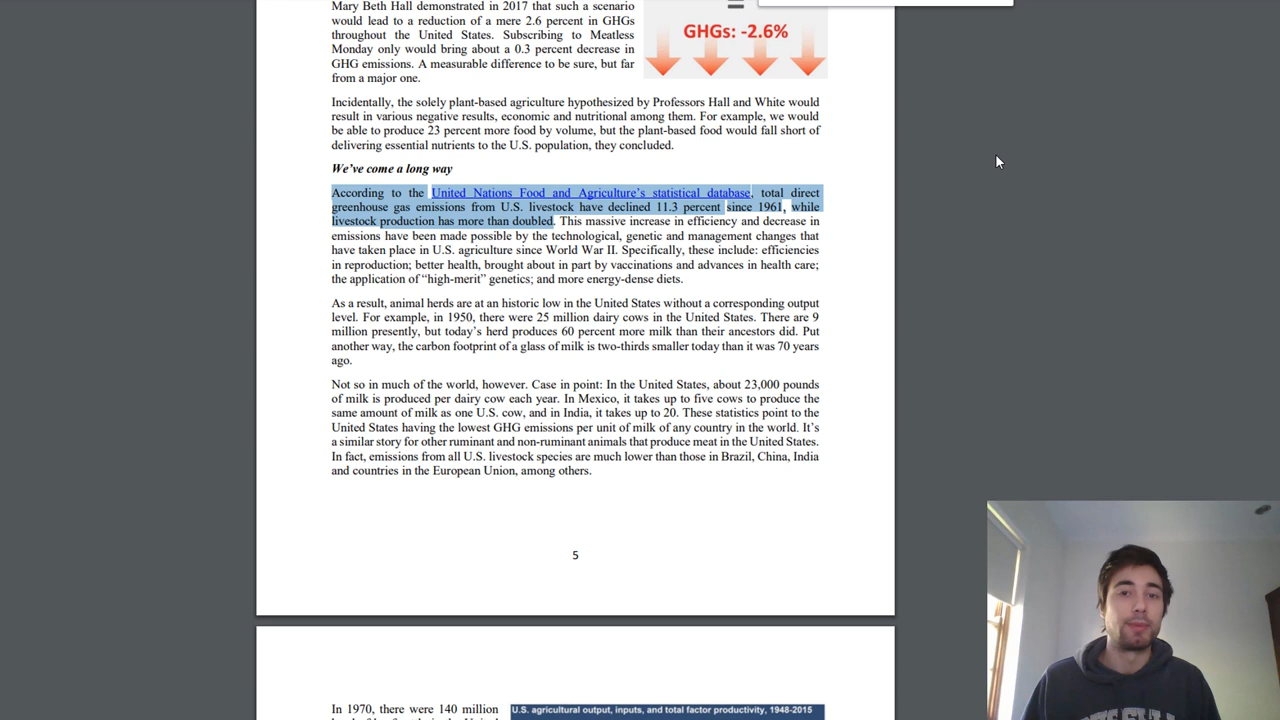 Mary Beth Hall demonstrated in 2017 that such a scenario
would lead to a reduction of a mere 2.6 percent in GHGs
throughout the United States. Subscribing to Meatless
Monday only would bring about a 0.3 percent decrease in
GHG emissions. A measurable difference to be sure, but far
from a major one.
GHGs: -2.6%
Incidentally, the solely plant-based agriculture hypothesized by Professors Hall and White would
result in various negative results, economic and nutritional among them. For example, we would
be able to produce 23 percent more food by volume, but the plant-based food would fall short of
delivering essential nutrients to the U.S. population, they concluded.
We've come a long way
According to the United Nations Food and Agriculture's statistical database, total direct
greenhouse gas emissions from U.S. livestock have declined 11.3 percent since 1961, while
livestock production has more than doubled. This massive increase in efficiency and decrease in
emissions have been made possible by the technological, genetic and management changes that
have taken place in U.S. agriculture since World War II. Specifically, these include: efficiencies
in reproduction; better health, brought about in part by vaccinations and advances in health care;
the application of “high-merit” genetics; and more energy-dense diets.
As a result, animal herds are at an historic low in the United States without a corresponding output
level. For example, in 1950, there were 25 million dairy cows in the United States. There are 9
million presently, but today's herd produces 60 percent more milk than their ancestors did. Put
another way, the carbon footprint of a glass of milk is two-thirds smaller today than it was 70 years
ago.
Not so in much of the world, however. Case in point: In the United States, about 23,000 pounds
of milk is produced per dairy cow each year. In Mexico, it takes up to five cows to produce the
same amount of milk as one U.S. cow, and in India, it takes up to 20. These statistics point to the
United States having the lowest GHG emissions per unit of milk of any country in the world. It's
a similar story for other ruminant and non-ruminant animals that produce meat in the United States.
In fact, emissions from all U.S. livestock species are much lower than those in Brazil, China, India
and countries in the European Union, among others.
5
In 1970, there were 140 million
U.S. agricultural output, inputs, and total factor productivity, 1948-2015